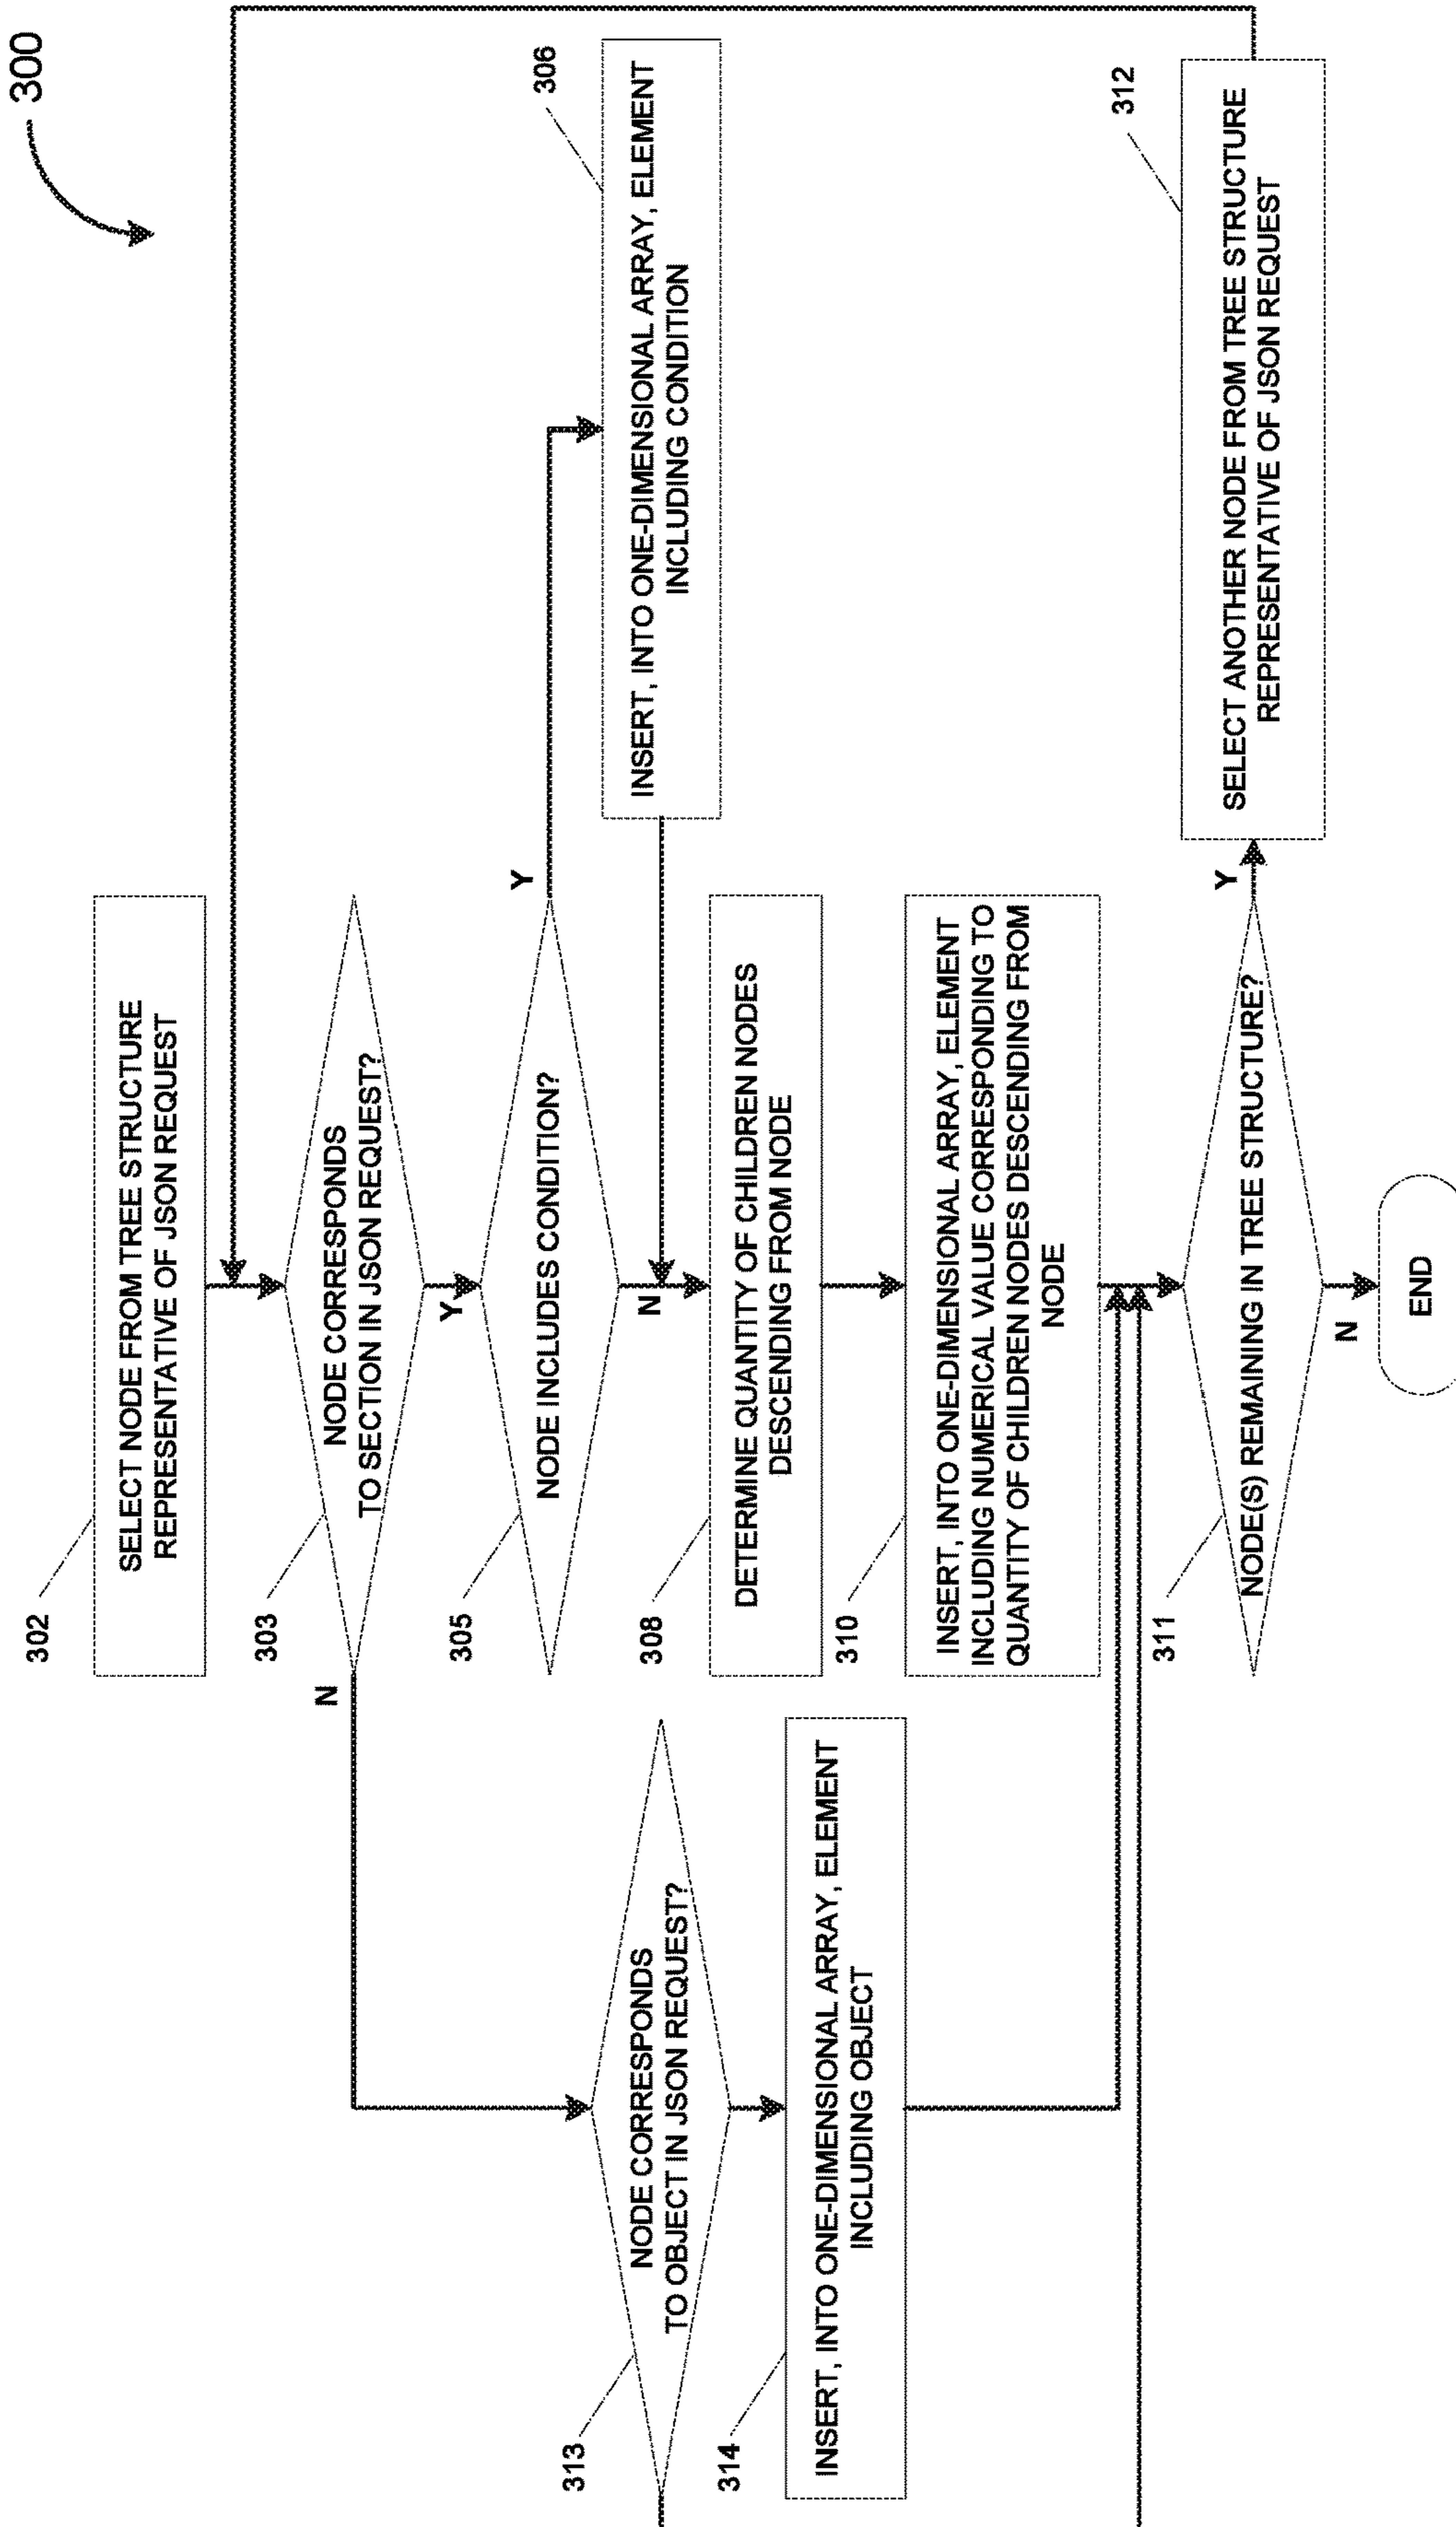 300
302
SELECT NODE FROM TREE STRUCTURE
REPRESENTATIVE OF JSON REQUEST
303
NODE CORRESPONDS
TO SECTION IN JSON REQUEST?
N
Y
305
NODE INCLUDES CONDITION?
Y
N
306
INSERT, INTO ONE-DIMENSIONAL ARRAY, ELEMENT
INCLUDING CONDITION
308
DETERMINE QUANTITY OF CHILDREN NODES
DESCENDING FROM NODE
310
INSERT, INTO ONE-DIMENSIONAL ARRAY, ELEMENT
INCLUDING NUMERICAL VALUE CORRESPONDING TO
QUANTITY OF CHILDREN NODES DESCENDING FROM
NODE
311
NODE(S) REMAINING IN TREE STRUCTURE?
Y
N
312
SELECT ANOTHER NODE FROM TREE STRUCTURE
REPRESENTATIVE OF JSON REQUEST
313
NODE CORRESPONDS
TO OBJECT IN JSON REQUEST?
314
INSERT, INTO ONE-DIMENSIONAL ARRAY, ELEMENT
INCLUDING OBJECT
END